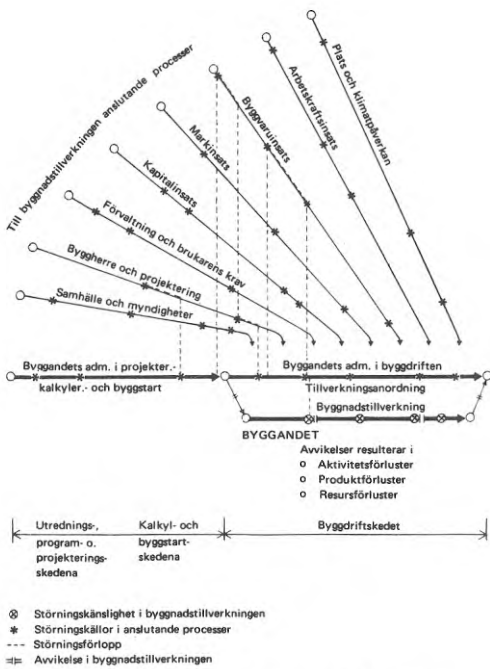 Till byggnadstillverkningen anslutande processer
Plats och klimatpåverkan
Arbetskraftsinsats
Byggvaruinsats
Markinsats
Kapitalinsats
Förvaltning och brukarens krav
Byggherre och projektering
Samhälle och myndigheter
Byggandets adm. i projekter.-
kalkyler.- och byggstart
Byggandets adm. i byggdriften
Tillverkningsanordning
Byggnadstillverkning
BYGGANDET
Avvikelser resulterar i
o Aktivitetsförluster
o Produktförluster
o Resursförluster
Utrednings-,
program- o.
projekterings-
skedena
Kalkyl- och
byggstart-
skedena
Byggdriftskedet
Störningskänslighet i byggnadstillverkningen
Störningskällor i anslutande processer
Störningsförlopp
Avvikelse i byggnadstillverkningen